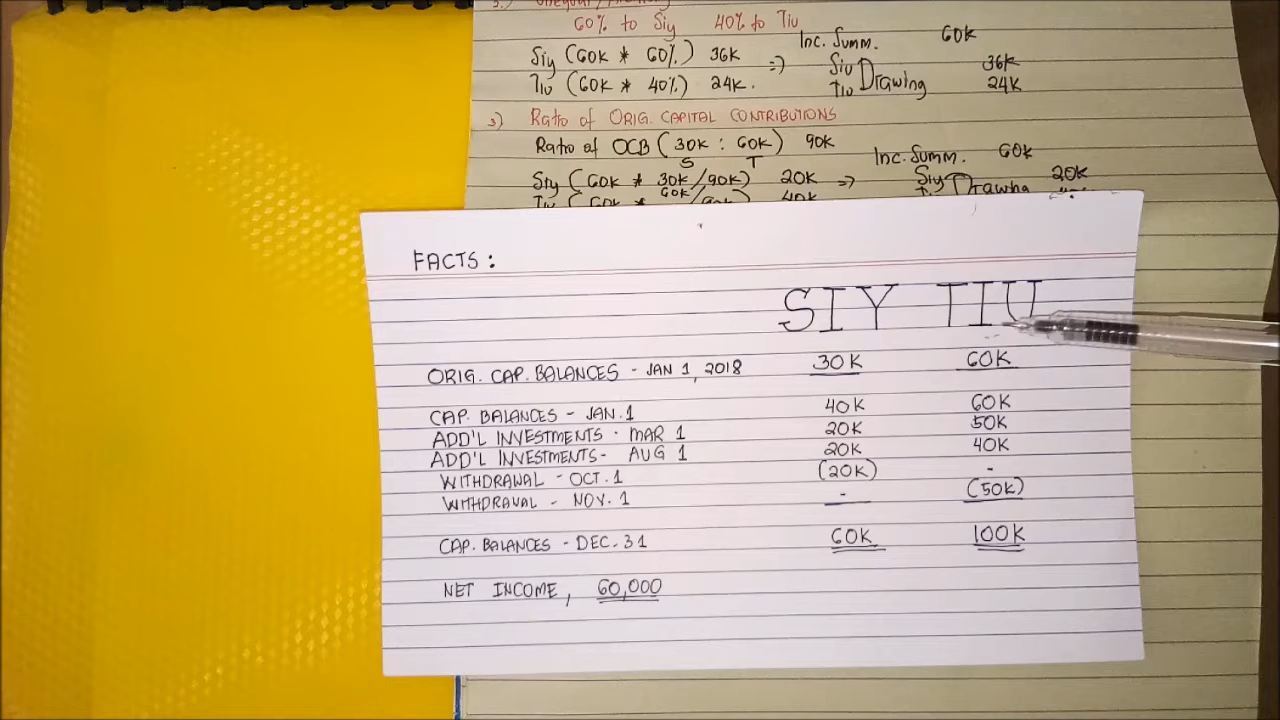 60% to Siy 40% to Tiu
Inc. Summ. 60K
Siy (60K * 60%) 36K => Siy Drawing 36K
Tiu (60K * 40%) 24K. Tiu 24K
3) Ratio of ORIG. CAPITAL CONTRIBUTIONS
Ratio of OCB (30K : 60K) 90K
S T
Inc. Summ. 60K
Siy (60K * 30K/90K) 20K => Siy 20K
60K/
FACTS:
SIY TIU
ORIG. CAP. BALANCES - JAN 1, 2018 30K 60K
CAP. BALANCES - JAN. 1 40K 60K
ADD'L INVESTMENTS - MAR 1 20K 50K
ADD'L INVESTMENTS - AUG 1 20K 40K
WITHDRAWAL - OCT. 1 (20K) -
WITHDRAWAL - NOV. 1 - (50K)
CAP. BALANCES - DEC. 31 60K 100K
NET INCOME, 60,000